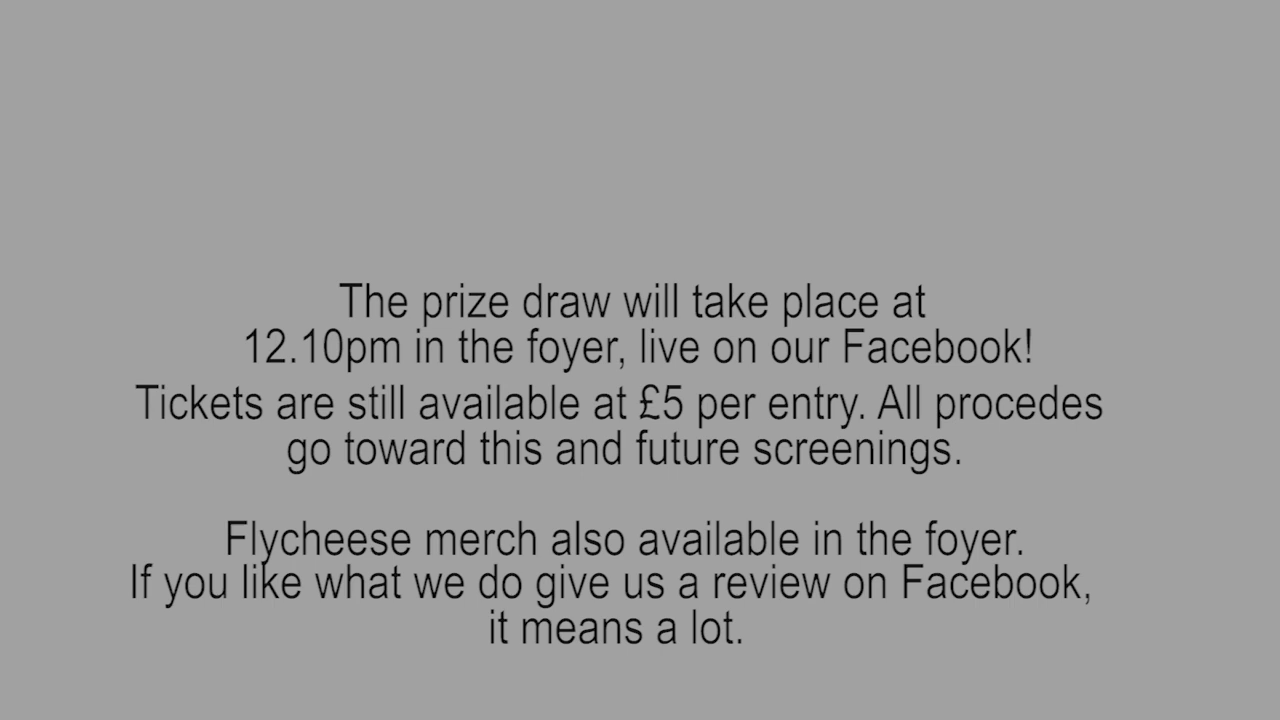 The prize draw will take place at
12.10pm in the foyer, live on our Facebook!
Tickets are still available at £5 per entry. All procedes
go toward this and future screenings.
Flycheese merch also available in the foyer.
If you like what we do give us a review on Facebook,
it means a lot.